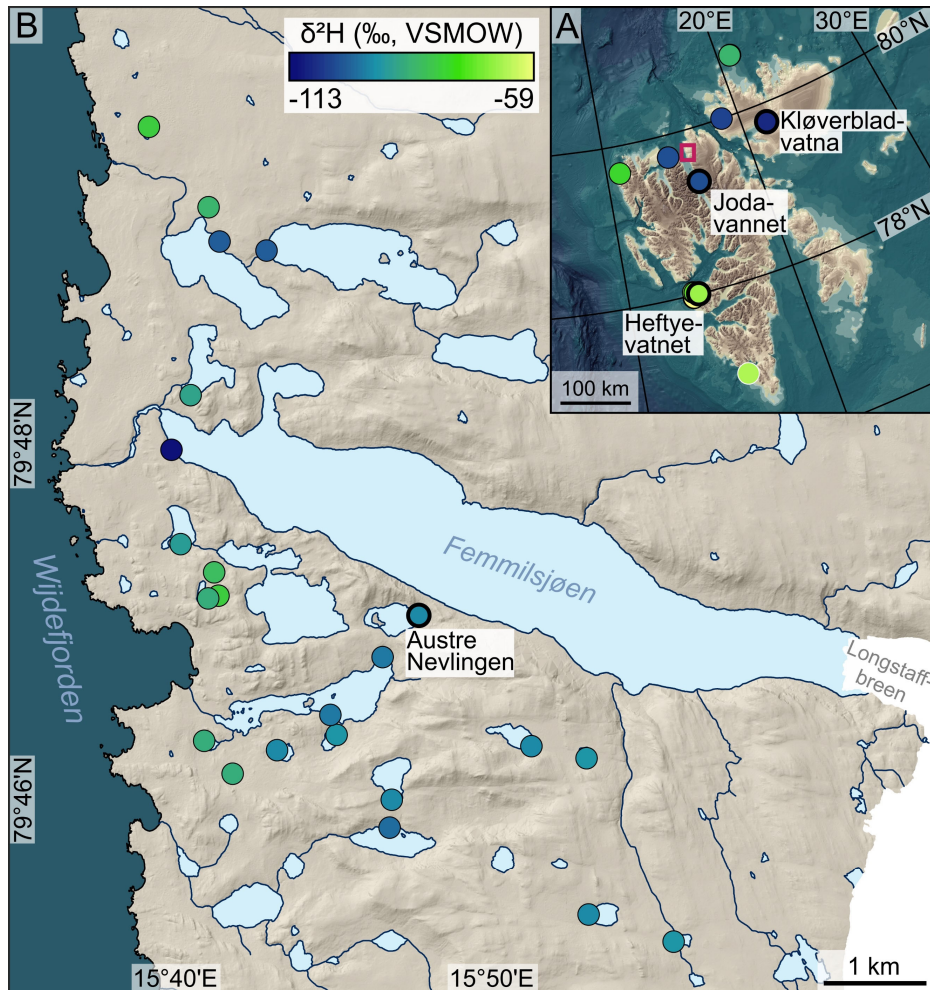 B
δ²H (‰, VSMOW)
-113
-59
A
20°E
30°E
80°N
Kløverblad-
vatna
Joda-
vannet
78°N
Heftye-
vatnet
100 km
79°48'N
Wijdefjorden
Femmilsjøen
Austre
Nevlingen
Longstaff-
breen
79°46'N
15°40'E
15°50'E
1 km